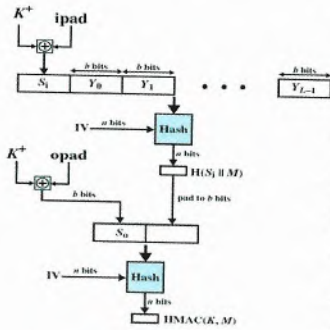 K+ ipad
b bits b bits b bits
Si Y0 Y1 • • • YL–1
n bits
IV Hash
n bits
K+ opad
H(Si || M)
b bits pad to b bits
So
n bits
IV Hash
n bits
HMAC(K, M)